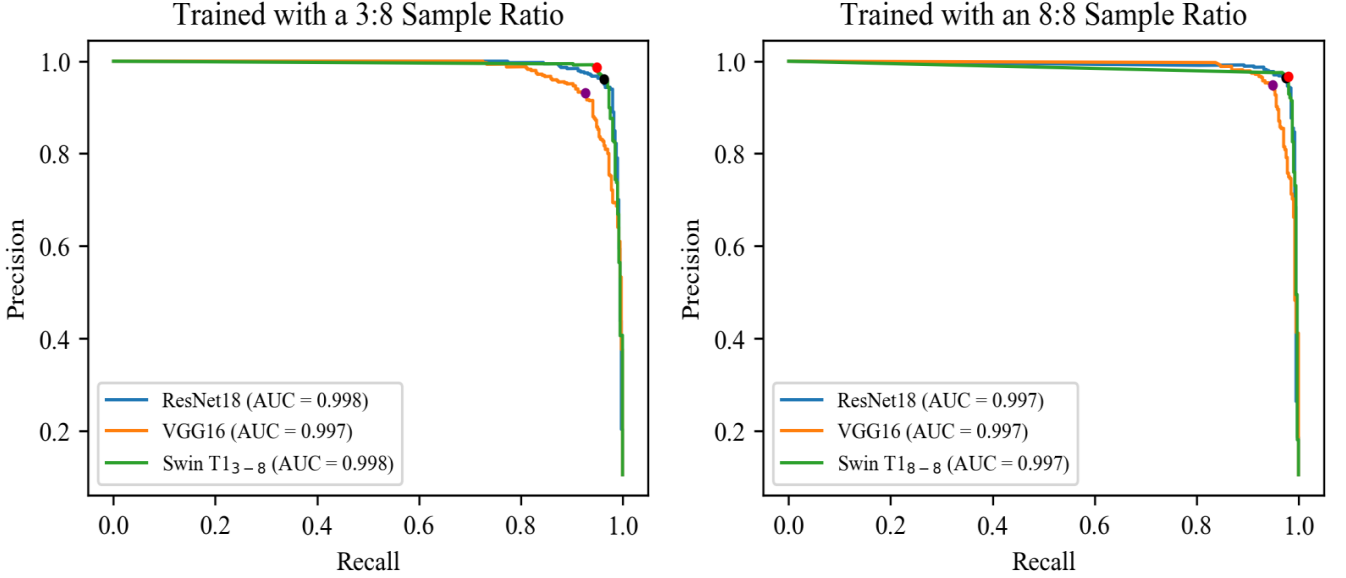 Trained with a 3:8 Sample Ratio
Precision
1.0
0.8
0.6
0.4
0.2
ResNet18 (AUC = 0.998)
VGG16 (AUC = 0.997)
Swin T1₃₋₈ (AUC = 0.998)
0.0 0.2 0.4 0.6 0.8 1.0
Recall
Trained with an 8:8 Sample Ratio
Precision
1.0
0.8
0.6
0.4
0.2
ResNet18 (AUC = 0.997)
VGG16 (AUC = 0.997)
Swin T1₈₋₈ (AUC = 0.997)
0.0 0.2 0.4 0.6 0.8 1.0
Recall